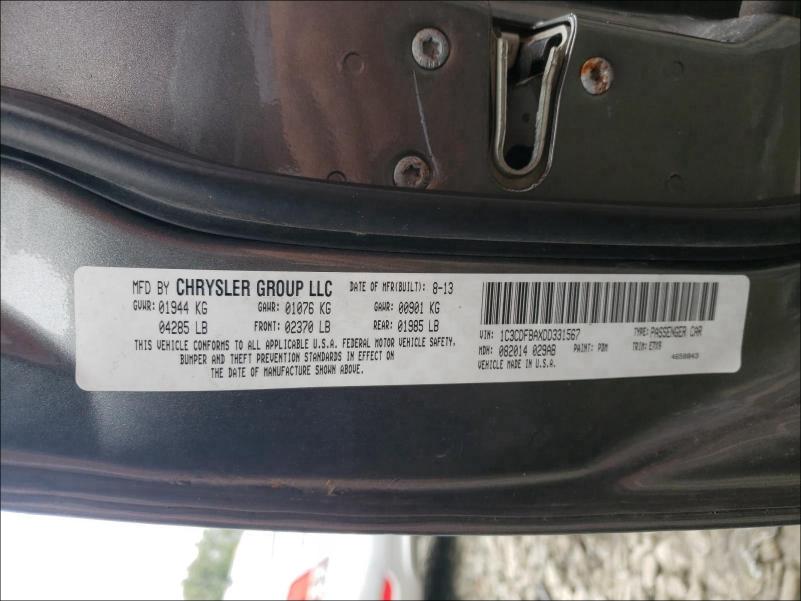 MFD BY CHRYSLER GROUP LLC DATE OF MFR(BUILT): 8-13
GVWR: 01944 KG GAWR: 01076 KG GAWR: 00901 KG
04285 LB FRONT: 02370 LB REAR: 01985 LB
THIS VEHICLE CONFORMS TO ALL APPLICABLE U.S.A. FEDERAL MOTOR VEHICLE SAFETY,
BUMPER AND THEFT PREVENTION STANDARDS IN EFFECT ON
THE DATE OF MANUFACTURE SHOWN ABOVE.
VIN: 1C3CDFBAXDD331567 TYPE: PASSENGER CAR
MDH: 082014 029AB PAINT: PDM TRIM: E7X9
VEHICLE MADE IN U.S.A. 4658043